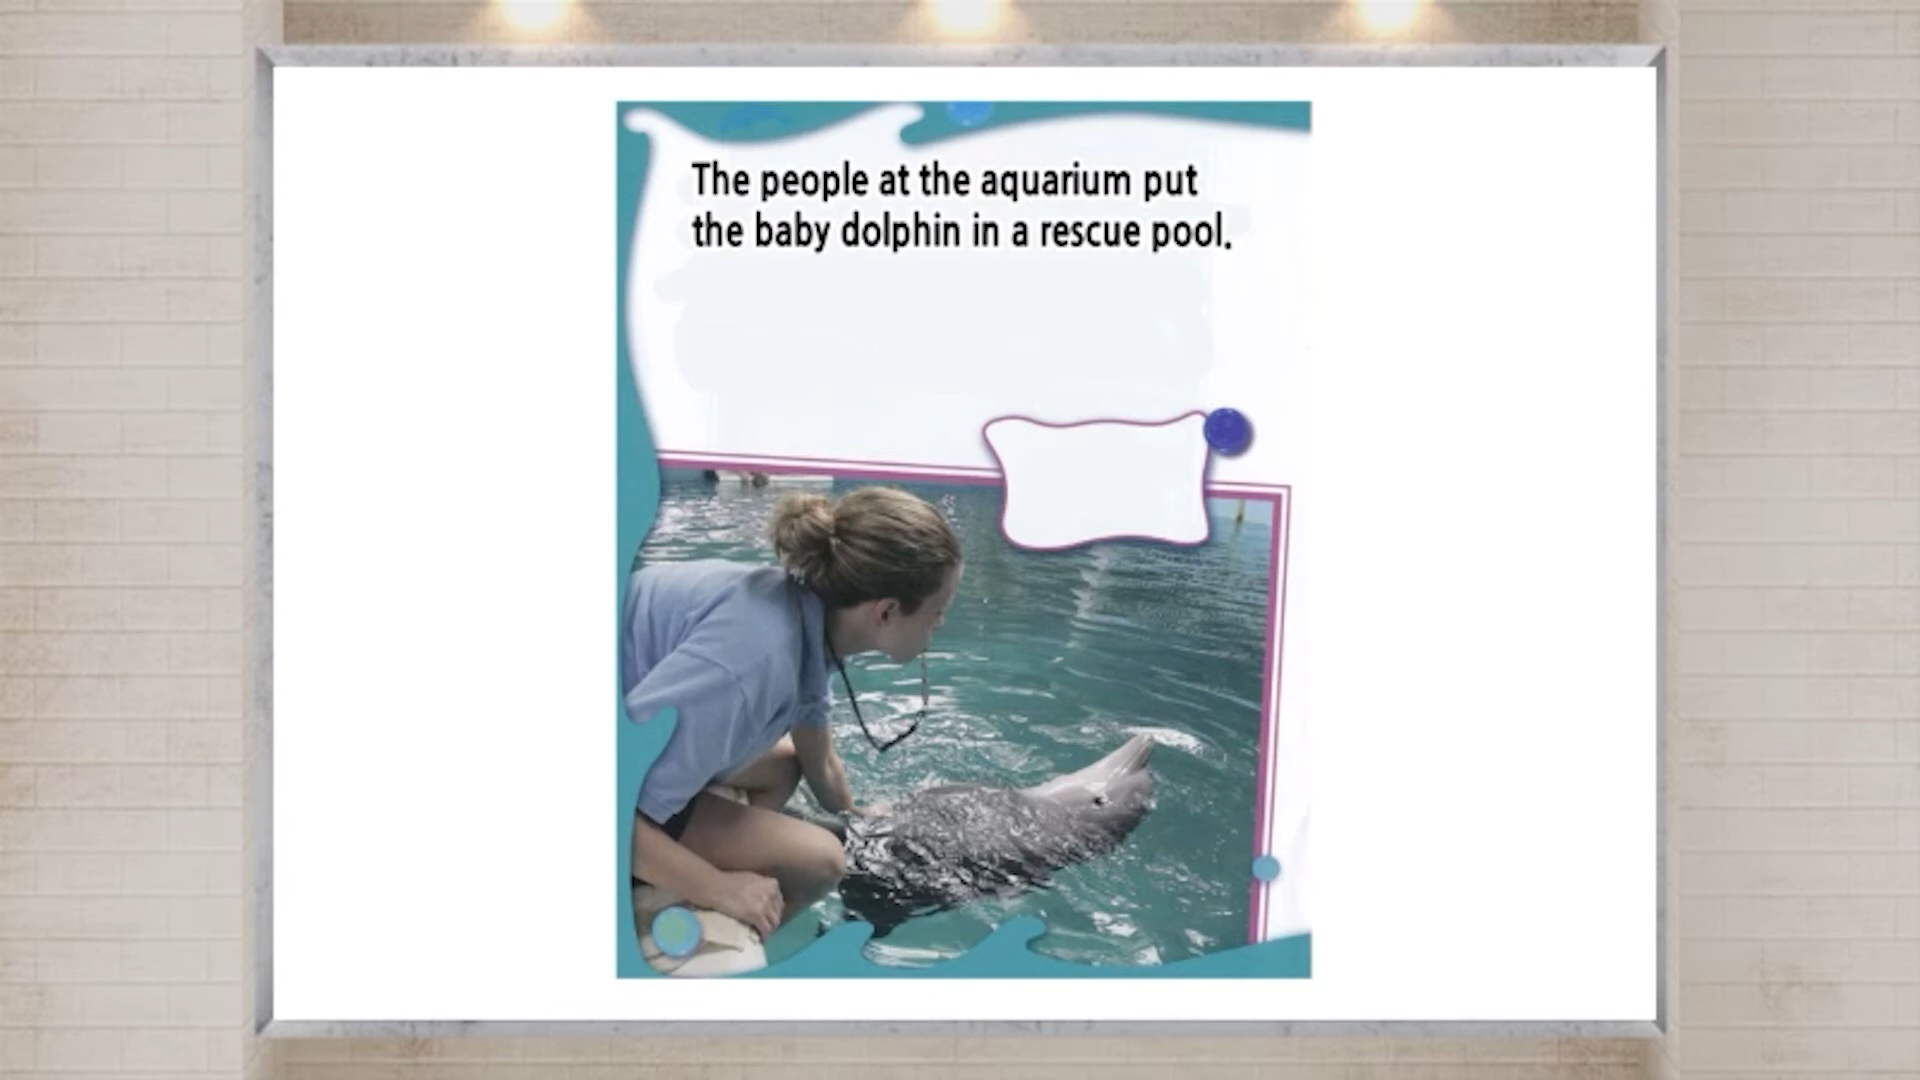 The people at the aquarium put
the baby dolphin in a rescue pool.